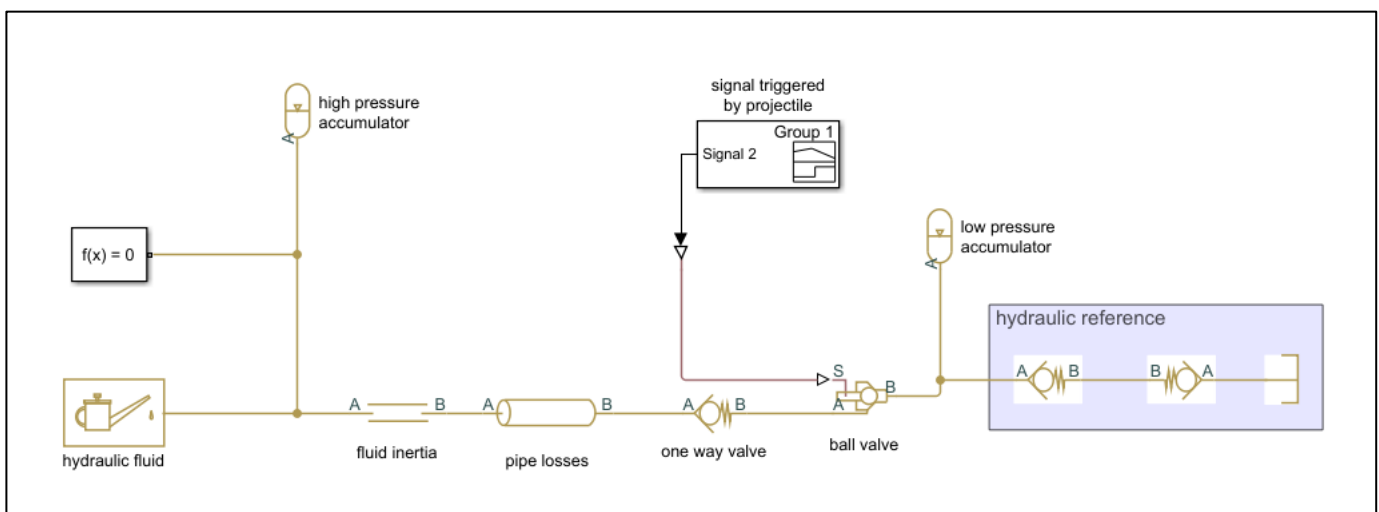 signal triggered
by projectile
high pressure
accumulator
A
Group 1
Signal 2
low pressure
accumulator
A
f(x) = 0
hydraulic reference
S
B
A
A
B
B
A
A
B
A
B
A
B
hydraulic fluid
fluid inertia
pipe losses
one way valve
ball valve